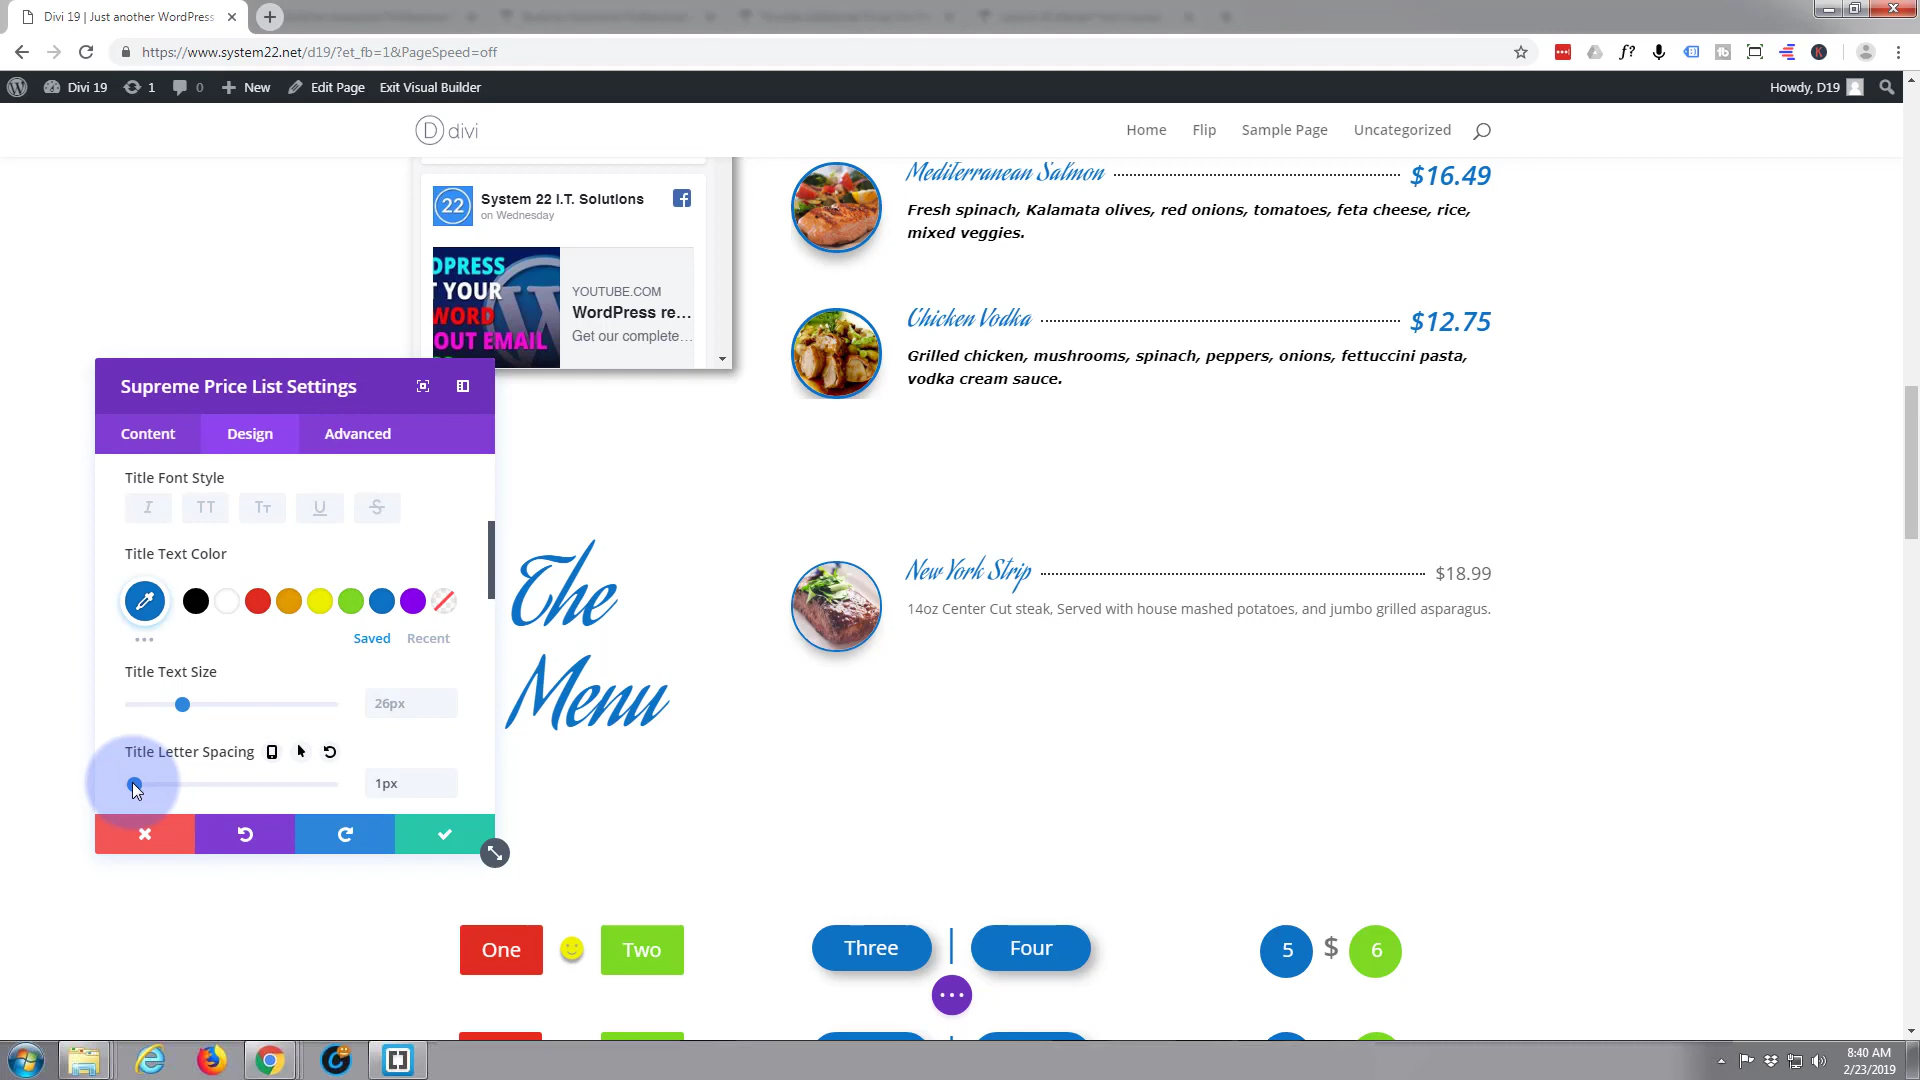 Divi 19 | Just another WordPress
https://www.system22.net/d19/?et_fb=1&PageSpeed=off
Divi 19
1
0
New
Edit Page
Exit Visual Builder
Howdy, D19
D divi
Home
Flip
Sample Page
Uncategorized
22
System 22 I.T. Solutions
on Wednesday
YOUTUBE.COM
WordPress re...
Get our complete...
Mediterranean Salmon
$16.49
Fresh spinach, Kalamata olives, red onions, tomatoes, feta cheese, rice,
mixed veggies.
Chicken Vodka
$12.75
Grilled chicken, mushrooms, spinach, peppers, onions, fettuccini pasta,
vodka cream sauce.
Supreme Price List Settings
Content
Design
Advanced
Title Font Style
I
TT
Tт
U
S
Title Text Color
Saved
Recent
Title Text Size
26px
Title Letter Spacing
1px
The
Menu
New York Strip
$18.99
14oz Center Cut steak, Served with house mashed potatoes, and jumbo grilled asparagus.
One
Two
Three
Four
5
$
6
8:40 AM
2/23/2019